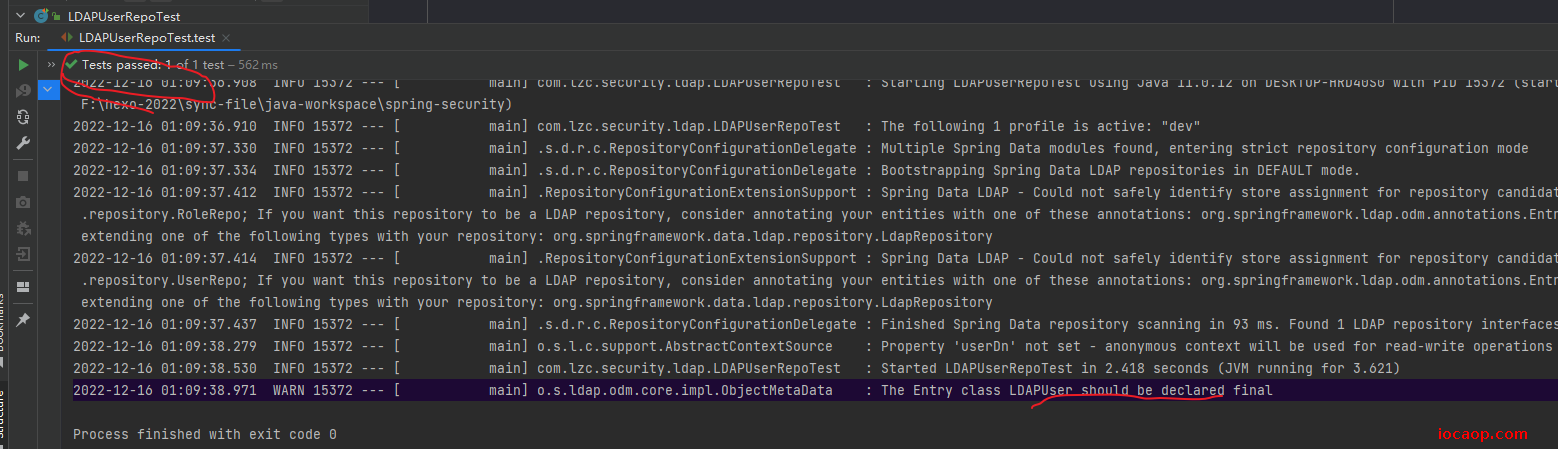 LDAPUserRepoTest
Run: LDAPUserRepoTest.test ×
» Tests passed: 1 of 1 test – 562 ms
2022-12-16 01:09:36.908  INFO 15372 --- [           main] com.lzc.security.ldap.LDAPUserRepoTest   : Starting LDAPUserRepoTest using Java 11.0.12 on DESKTOP-HRD40S0 with PID 15372 (star
F:\hexo-2022\sync-file\java-workspace\spring-security)
2022-12-16 01:09:36.910  INFO 15372 --- [           main] com.lzc.security.ldap.LDAPUserRepoTest   : The following 1 profile is active: "dev"
2022-12-16 01:09:37.330  INFO 15372 --- [           main] .s.d.r.c.RepositoryConfigurationDelegate : Multiple Spring Data modules found, entering strict repository configuration mode
2022-12-16 01:09:37.334  INFO 15372 --- [           main] .s.d.r.c.RepositoryConfigurationDelegate : Bootstrapping Spring Data LDAP repositories in DEFAULT mode.
2022-12-16 01:09:37.412  INFO 15372 --- [           main] .RepositoryConfigurationExtensionSupport : Spring Data LDAP - Could not safely identify store assignment for repository candidat
.repository.RoleRepo; If you want this repository to be a LDAP repository, consider annotating your entities with one of these annotations: org.springframework.ldap.odm.annotations.Entr
extending one of the following types with your repository: org.springframework.data.ldap.repository.LdapRepository
2022-12-16 01:09:37.414  INFO 15372 --- [           main] .RepositoryConfigurationExtensionSupport : Spring Data LDAP - Could not safely identify store assignment for repository candidat
.repository.UserRepo; If you want this repository to be a LDAP repository, consider annotating your entities with one of these annotations: org.springframework.ldap.odm.annotations.Entr
extending one of the following types with your repository: org.springframework.data.ldap.repository.LdapRepository
2022-12-16 01:09:37.437  INFO 15372 --- [           main] .s.d.r.c.RepositoryConfigurationDelegate : Finished Spring Data repository scanning in 93 ms. Found 1 LDAP repository interfaces
2022-12-16 01:09:38.279  INFO 15372 --- [           main] o.s.l.c.support.AbstractContextSource    : Property 'userDn' not set - anonymous context will be used for read-write operations
2022-12-16 01:09:38.530  INFO 15372 --- [           main] com.lzc.security.ldap.LDAPUserRepoTest   : Started LDAPUserRepoTest in 2.418 seconds (JVM running for 3.621)
2022-12-16 01:09:38.971  WARN 15372 --- [           main] o.s.ldap.odm.core.impl.ObjectMetaData    : The Entry class LDAPUser should be declared final
Process finished with exit code 0
iocaop.com